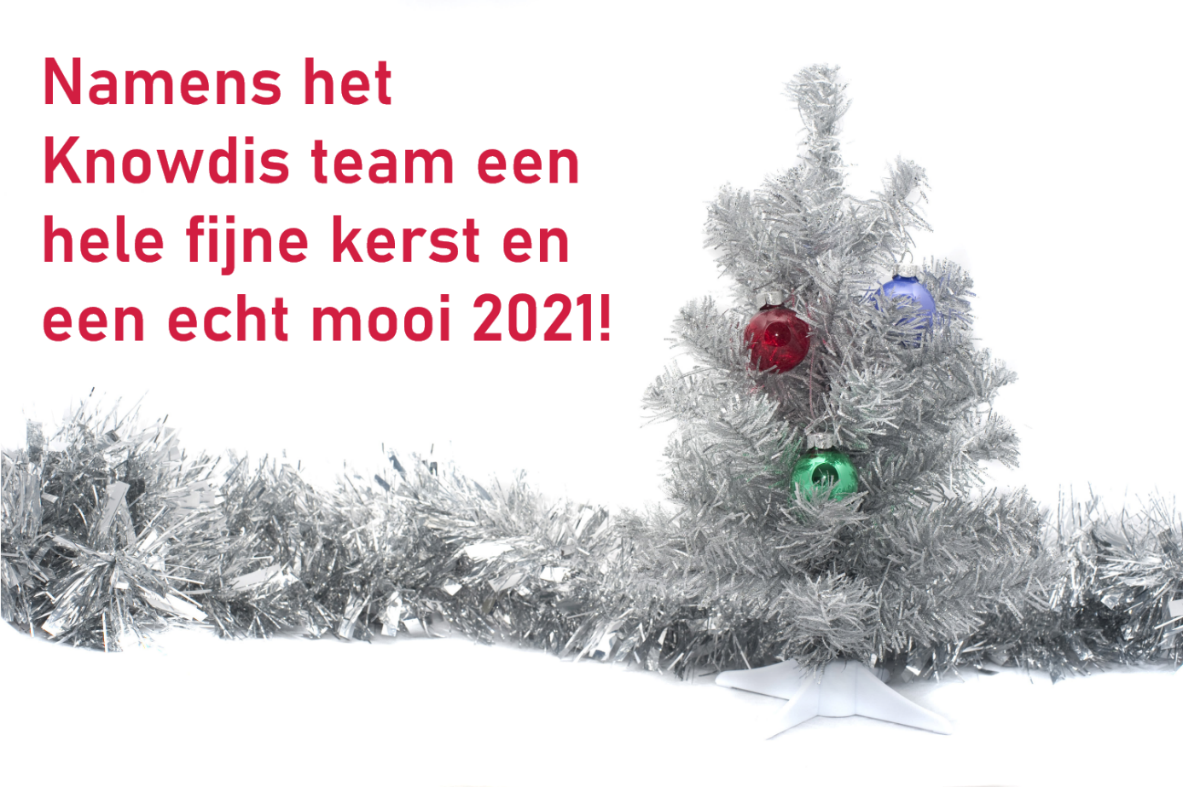 Namens het
Knowdis team een
hele fijne kerst en
een echt mooi 2021!